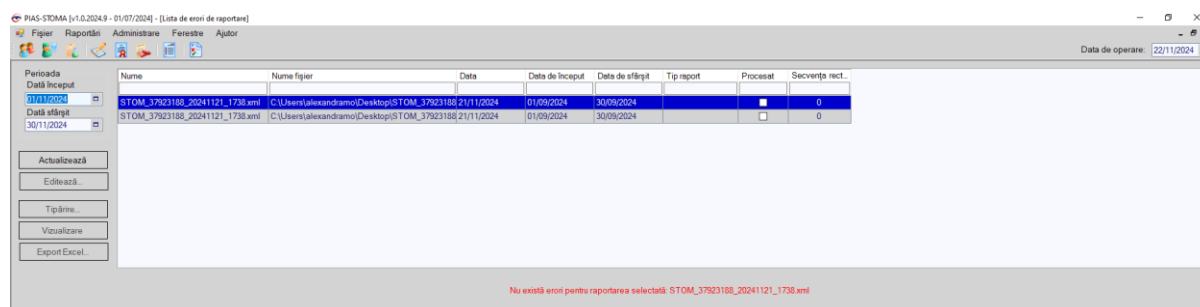 PIAS-STOMA [v1.0.2024.9 - 01/07/2024] - [Lista de erori de raportare]
Fișier Raportări Administrare Ferestre Ajutor
Data de operare: 22/11/2024
Perioada
Dată început
01/11/2024
Dată sfârșit
30/11/2024
Actualizează
Editează...
Tipărire...
Vizualizare
Export Excel...
Nume Nume fișier Data Data de început Data de sfârșit Tip raport Procesat Secvența rect...
STOM_37923188_20241121_1738.xml C:\Users\alexandramo\Desktop\STOM_37923188 21/11/2024 01/09/2024 30/09/2024 0
STOM_37923188_20241121_1738.xml C:\Users\alexandramo\Desktop\STOM_37923188 21/11/2024 01/09/2024 30/09/2024 0
Nu există erori pentru raportarea selectată: STOM_37923188_20241121_1738.xml